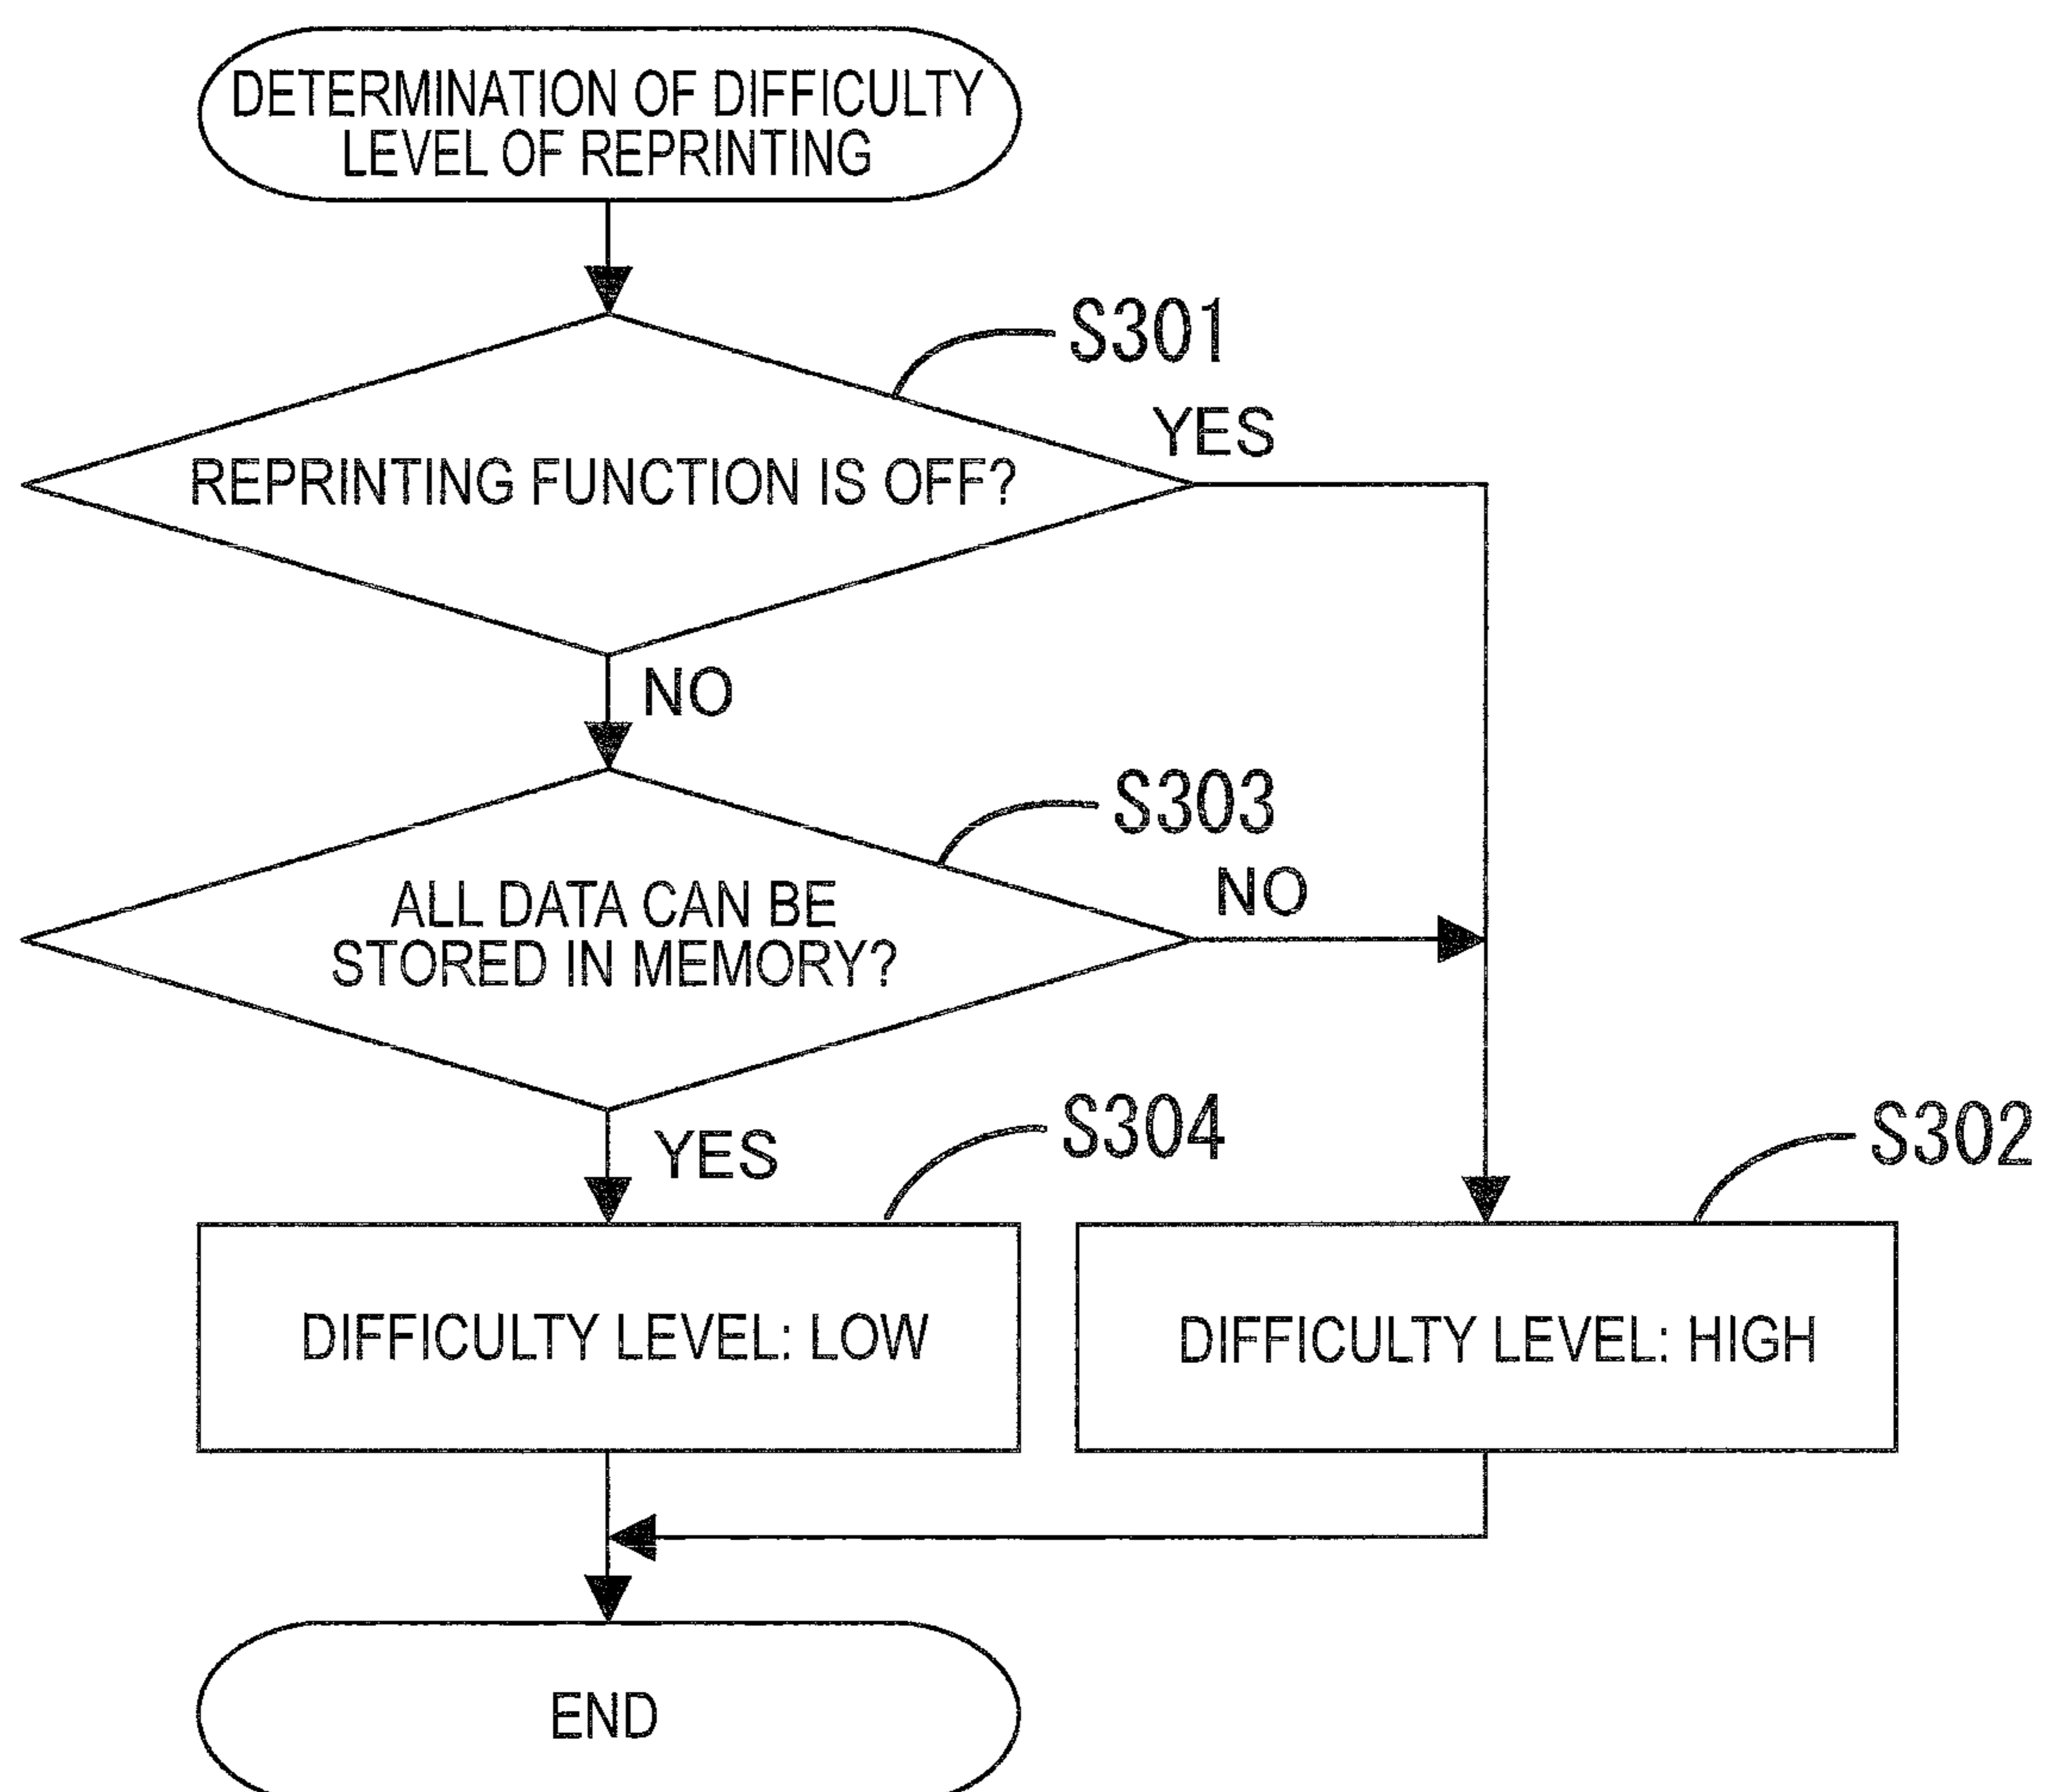 DETERMINATION OF DIFFICULTY
LEVEL OF REPRINTING
S301
YES
REPRINTING FUNCTION IS OFF?
NO
S303
NO
ALL DATA CAN BE
STORED IN MEMORY?
YES
S304
S302
DIFFICULTY LEVEL: LOW
DIFFICULTY LEVEL: HIGH
END